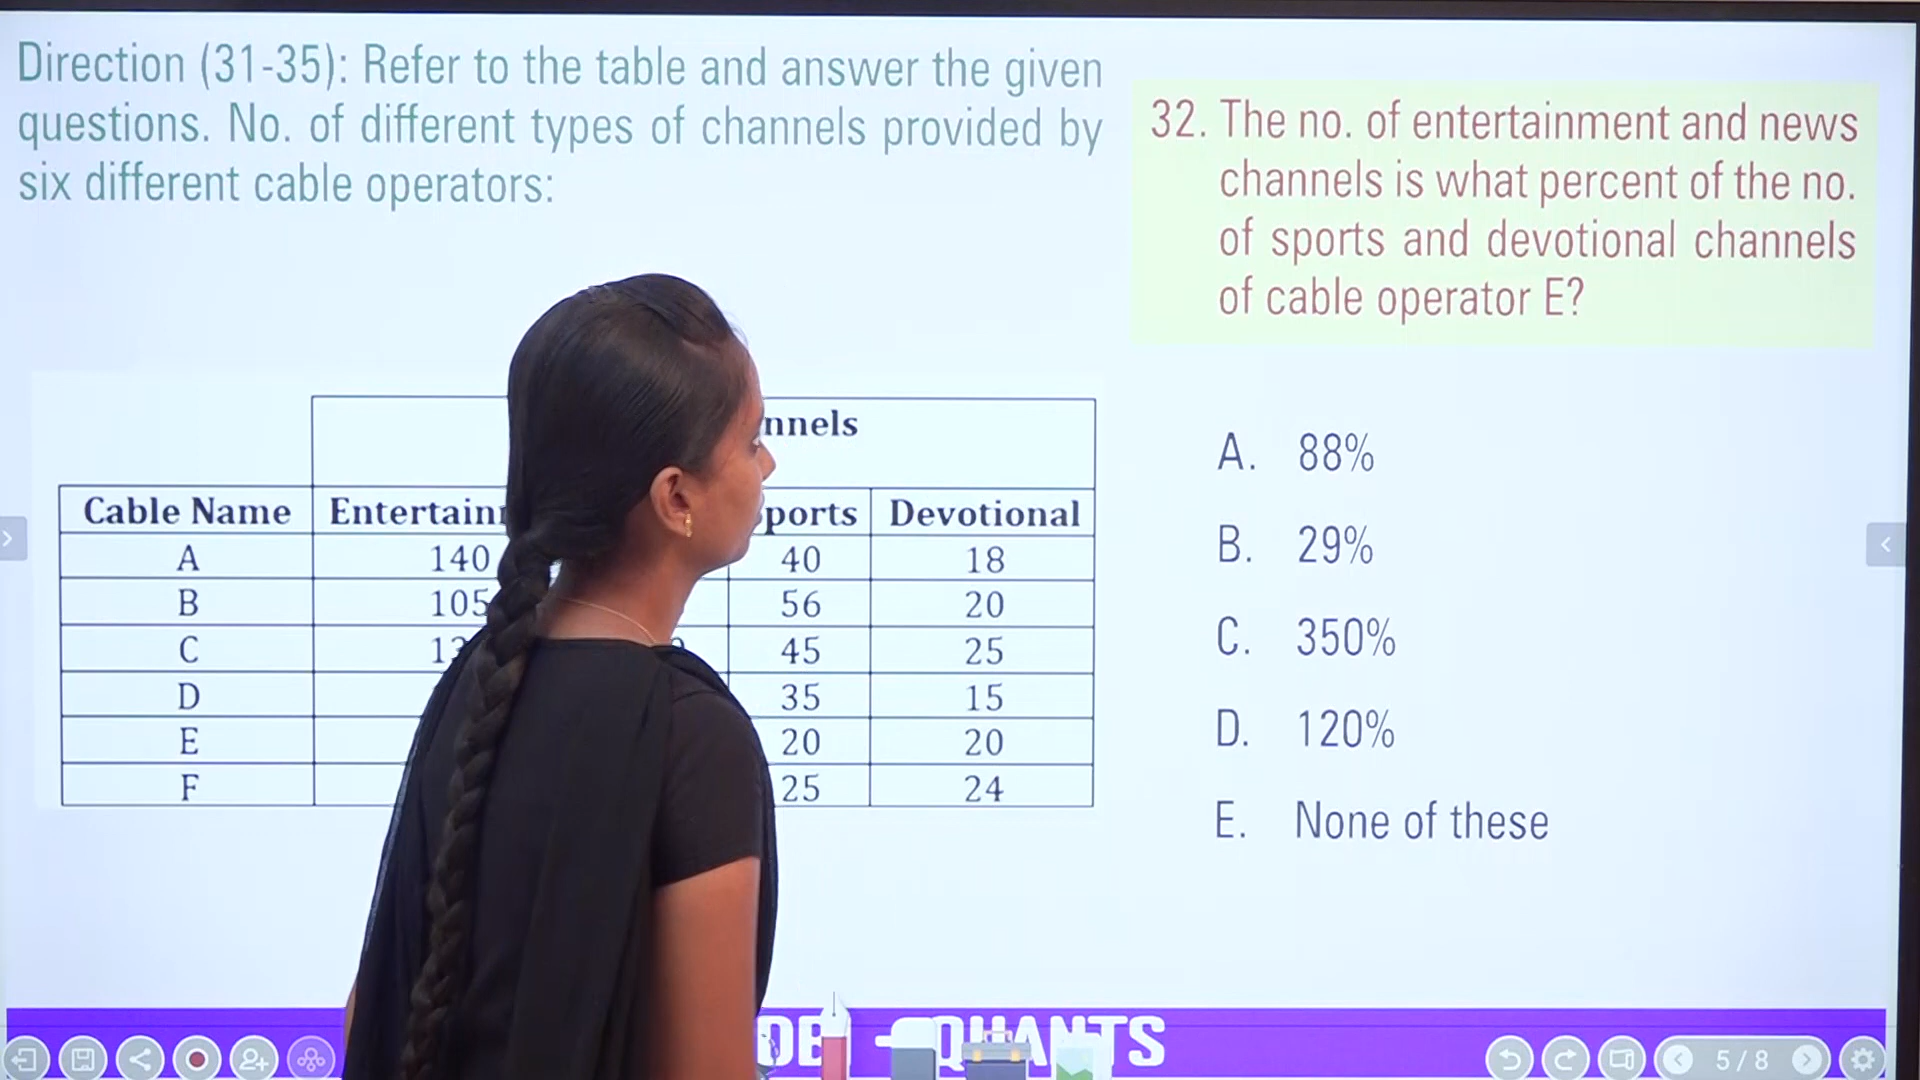 Direction (31-35): Refer to the table and answer the given
questions. No. of different types of channels provided by
six different cable operators:
32. The no. of entertainment and news
channels is what percent of the no.
of sports and devotional channels
of cable operator E?
A. 88%
B. 29%
C. 350%
D. 120%
E. None of these
nnels
Cable Name Entertain ports Devotional
A 140 40 18
B 105 56 20
C 45 25
D 35 15
E 20 20
F 25 24
QUANTS
5 / 8